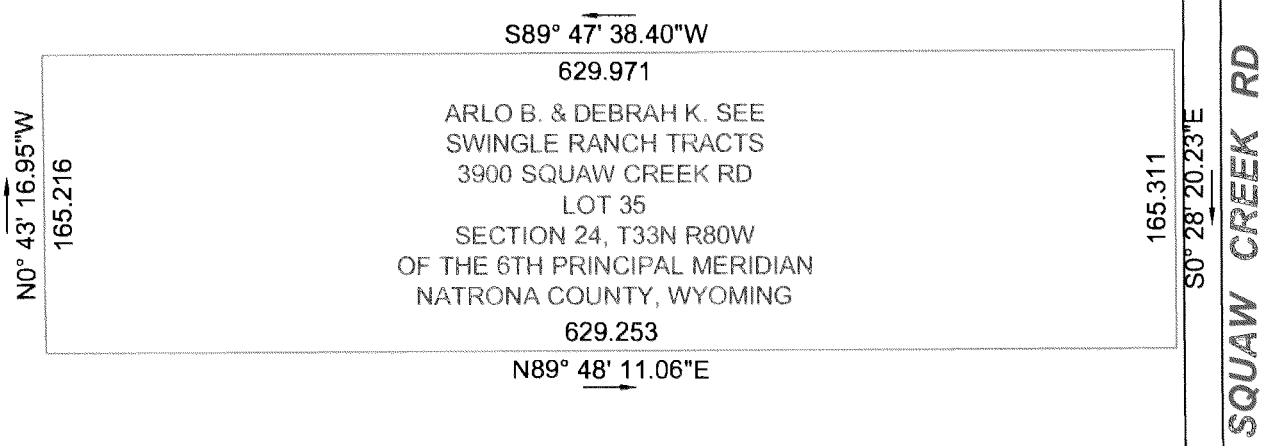 S89° 47' 38.40"W
629.971
ARLO B. & DEBRAH K. SEE
SWINGLE RANCH TRACTS
3900 SQUAW CREEK RD
LOT 35
SECTION 24, T33N R80W
OF THE 6TH PRINCIPAL MERIDIAN
NATRONA COUNTY, WYOMING
629.253
N89° 48' 11.06"E
N0° 43' 16.95"W
165.216
165.311
S0° 28' 20.23"E
SQUAW CREEK RD